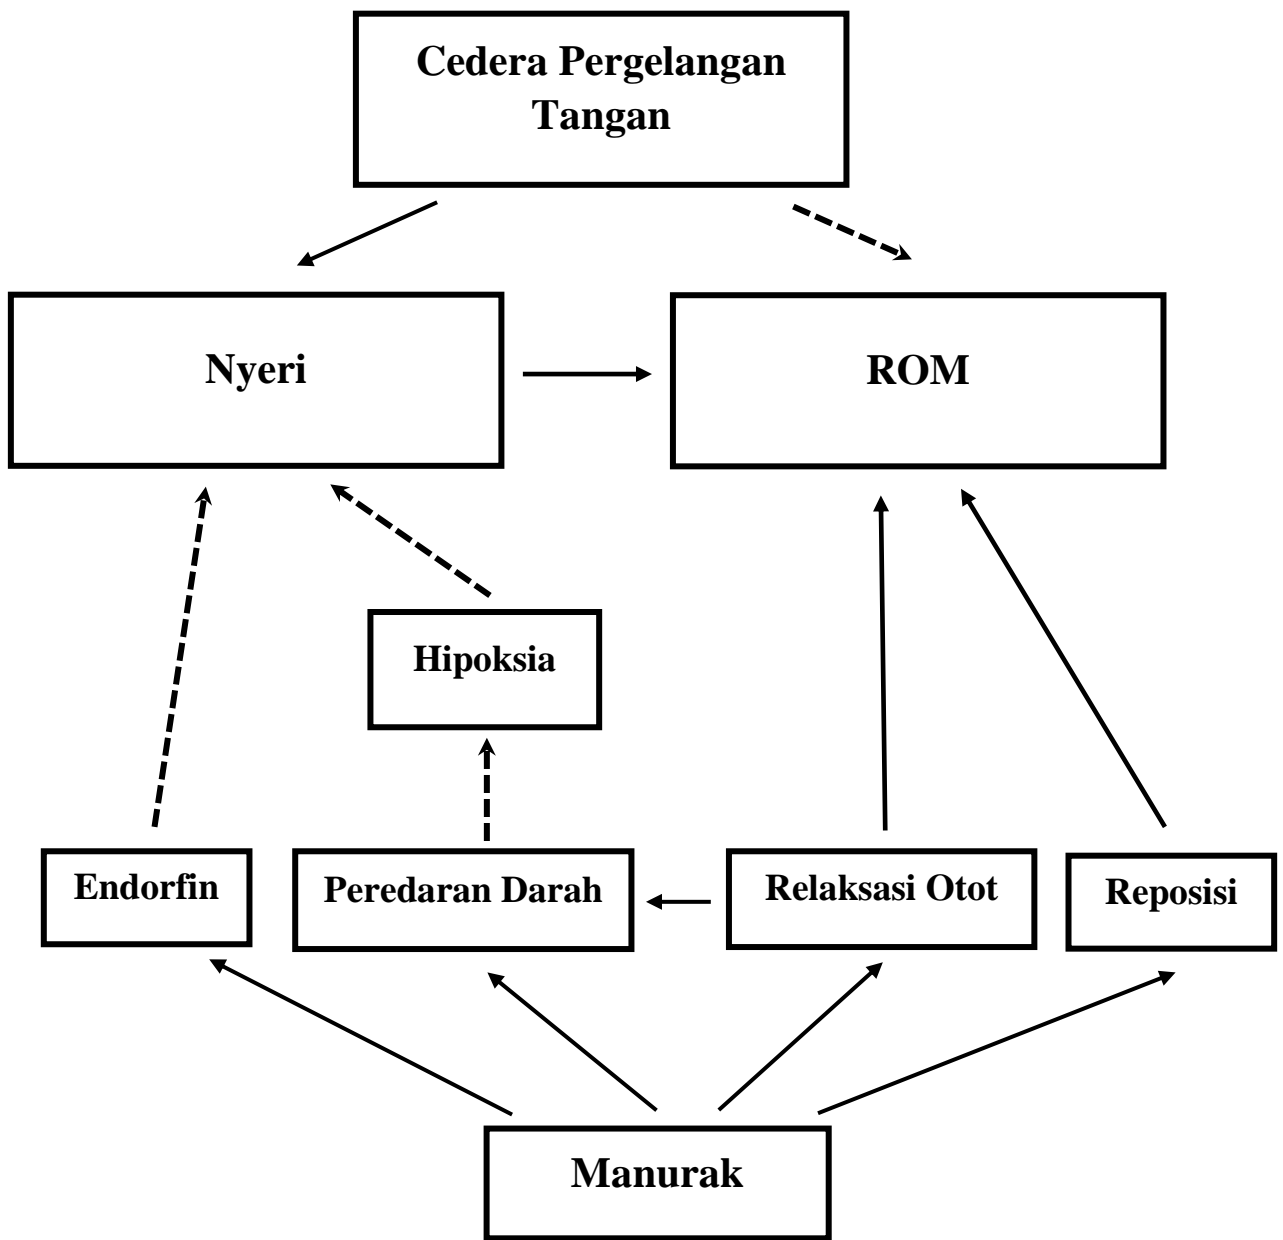 Cedera Pergelangan
Tangan
Nyeri
ROM
Hipoksia
Endorfin
Peredaran Darah
Relaksasi Otot
Reposisi
Manurak